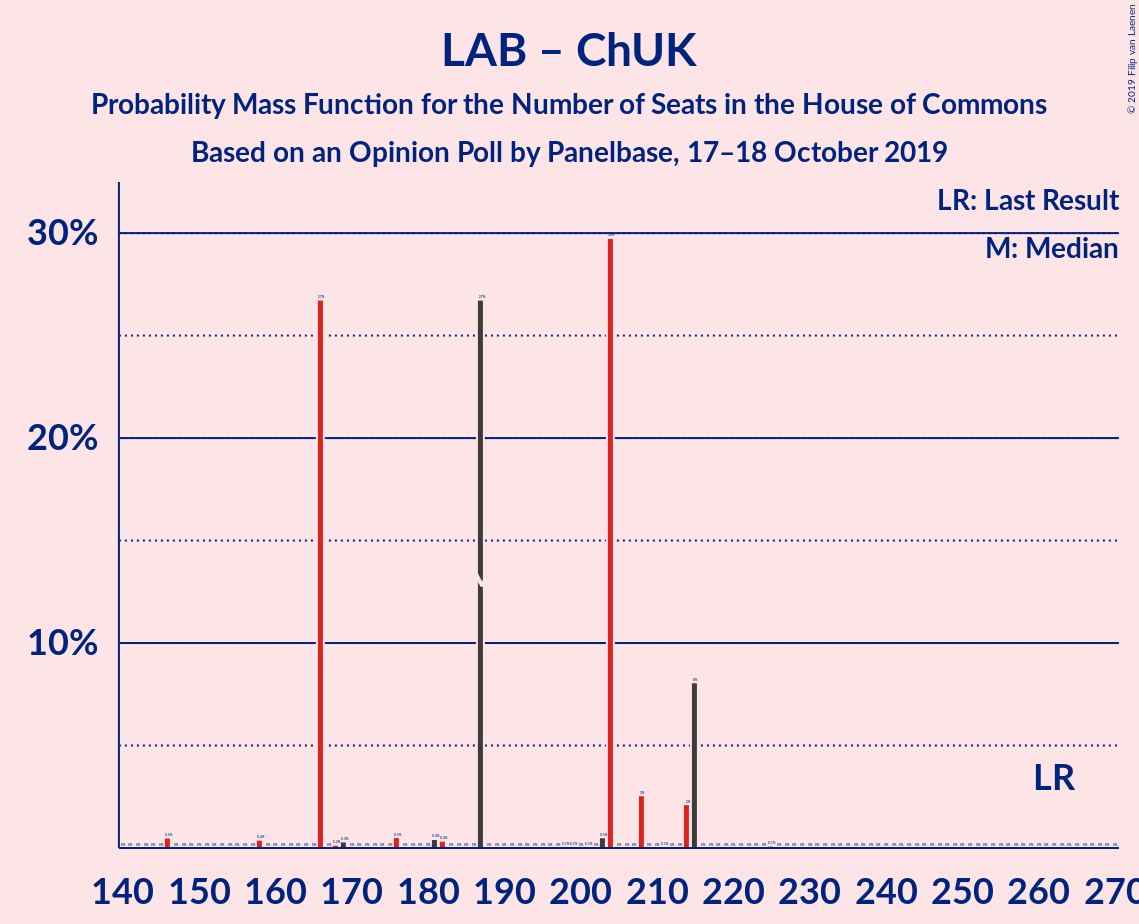 LAB – ChUK
Probability Mass Function for the Number of Seats in the House of Commons
Based on an Opinion Poll by Panelbase, 17–18 October 2019
© 2019 Filip van Laenen
LR: Last Result
M: Median
30%
20%
10%
LR
140 150 160 170 180 190 200 210 220 230 240 250 260 270